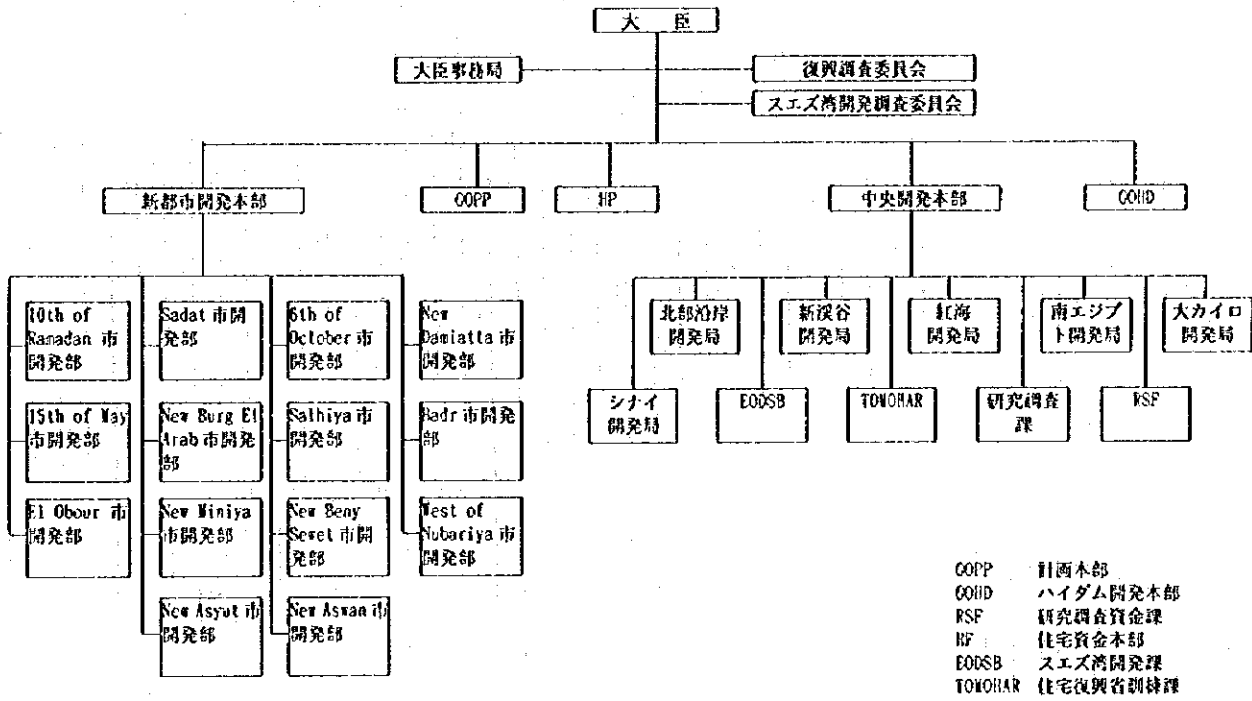 大 臣
大臣事務局
復興調査委員会
スエズ湾開発調査委員会
新都市開発本部
GOPP
HF
中央開発本部
GOHD
10th of
Ramadan 市
開発部
Sadat 市開
発部
6th of
October 市
開発部
New
Damiatta 市
開発部
15th of May
市開発部
New Burg El
Arab 市開発
部
Salhiya 市
開発部
Badr 市開発
部
El Obour 市
開発部
New Miniya
市開発部
New Beny
Sewet 市開
発部
West of
Nubariya 市
開発部
New Asyut 市
開発部
New Aswan 市
開発部
北部沿岸
開発局
新渓谷
開発局
紅海
開発局
南エジプ
ト開発局
大カイロ
開発局
シナイ
開発局
EODSB
TOMOHAR
研究調査
課
RSF
GOPP 計画本部
GOHD ハイダム開発本部
RSF 研究調査資金課
HF 住宅資金本部
EODSB スエズ湾開発課
TOMOHAR 住宅復興省訓練課